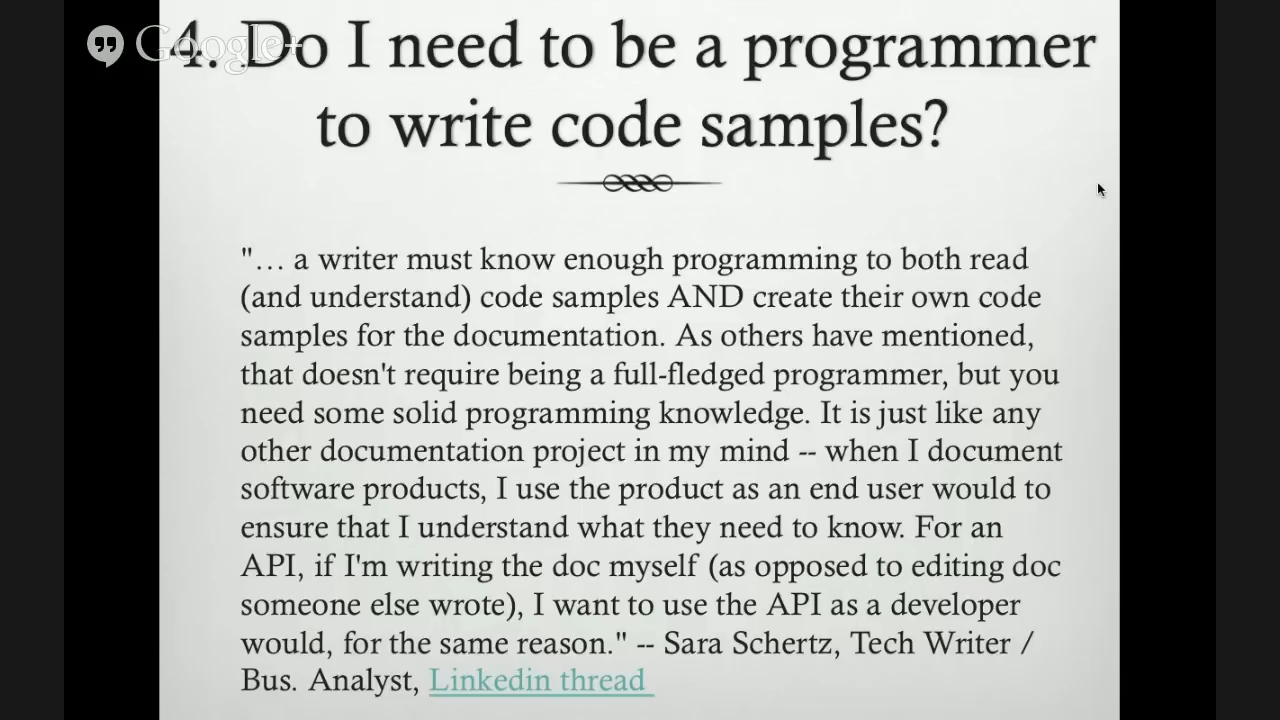 Google+
4. Do I need to be a programmer
to write code samples?
"… a writer must know enough programming to both read
(and understand) code samples AND create their own code
samples for the documentation. As others have mentioned,
that doesn't require being a full-fledged programmer, but you
need some solid programming knowledge. It is just like any
other documentation project in my mind -- when I document
software products, I use the product as an end user would to
ensure that I understand what they need to know. For an
API, if I'm writing the doc myself (as opposed to editing doc
someone else wrote), I want to use the API as a developer
would, for the same reason." -- Sara Schertz, Tech Writer /
Bus. Analyst, Linkedin thread